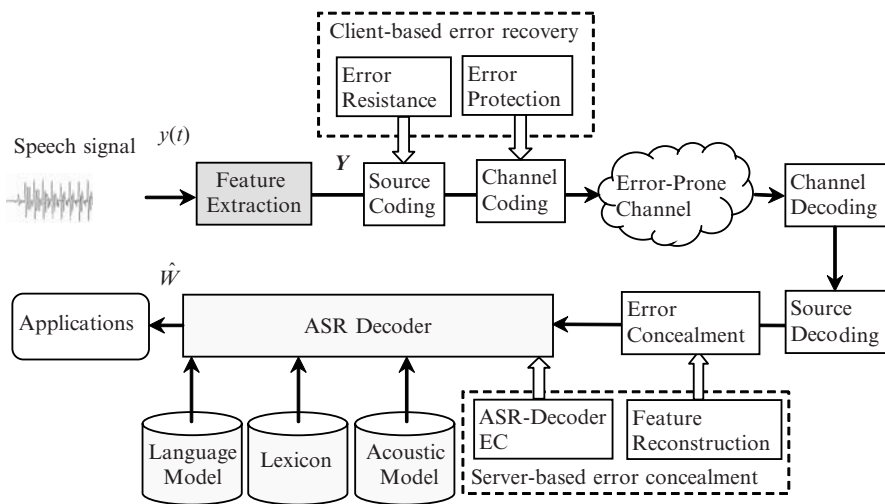 Client-based error recovery
Error
Resistance
Error
Protection
Speech signal
y(t)
Feature
Extraction
Y
Source
Coding
Channel
Coding
Error-Prone
Channel
Channel
Decoding
Ŵ
Applications
ASR Decoder
Error
Concealment
Source
Decoding
Language
Model
Lexicon
Acoustic
Model
ASR-Decoder
EC
Feature
Reconstruction
Server-based error concealment